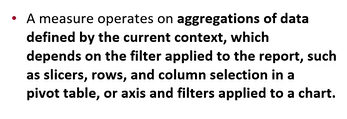 • A measure operates on aggregations of data
defined by the current context, which
depends on the filter applied to the report, such
as slicers, rows, and column selection in a
pivot table, or axis and filters applied to a chart.